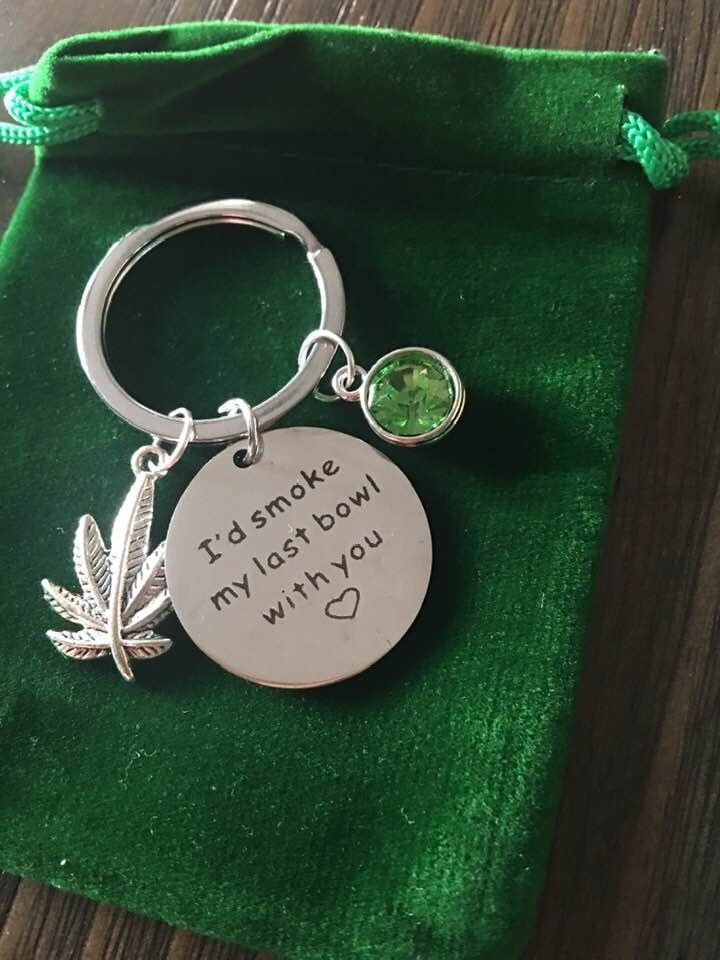 I'd smoke
my last bowl
with you
♡